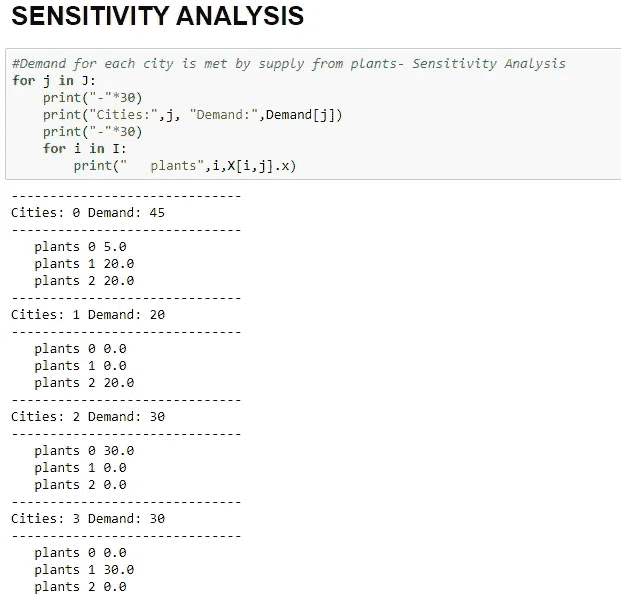 SENSITIVITY ANALYSIS
#Demand for each city is met by supply from plants- Sensitivity Analysis
for j in J:
    print("-"*30)
    print("Cities:",j, "Demand:",Demand[j])
    print("-"*30)
    for i in I:
        print("   plants",i,X[i,j].x)
------------------------------
Cities: 0 Demand: 45
------------------------------
   plants 0 5.0
   plants 1 20.0
   plants 2 20.0
------------------------------
Cities: 1 Demand: 20
------------------------------
   plants 0 0.0
   plants 1 0.0
   plants 2 20.0
------------------------------
Cities: 2 Demand: 30
------------------------------
   plants 0 30.0
   plants 1 0.0
   plants 2 0.0
------------------------------
Cities: 3 Demand: 30
------------------------------
   plants 0 0.0
   plants 1 30.0
   plants 2 0.0